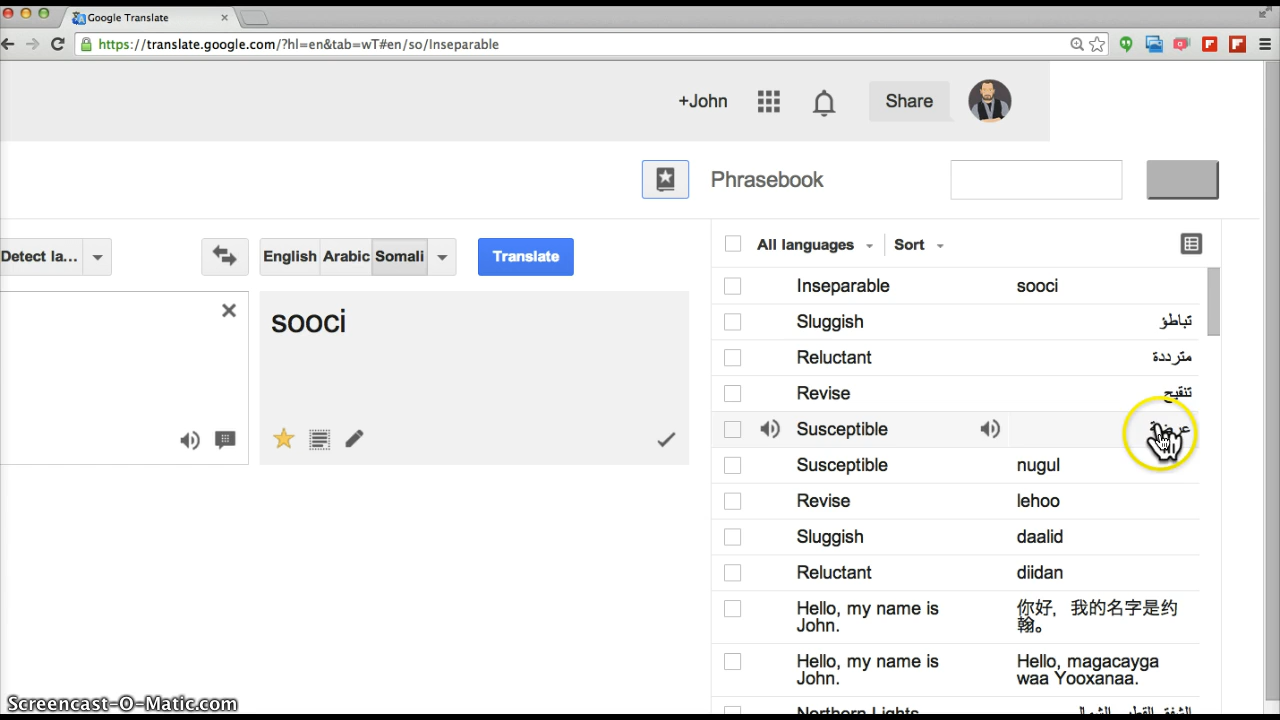 Google Translate
https://translate.google.com/?hl=en&tab=wT#en/so/Inseparable
+John
Share
Phrasebook
Detect la...
English
Arabic
Somali
Translate
All languages
Sort
sooci
Inseparable sooci
Sluggish تباطؤ
Reluctant مترددة
Revise تنقيح
Susceptible
Susceptible nugul
Revise lehoo
Sluggish daalid
Reluctant diidan
Hello, my name is John.
你好，我的名字是约翰。
Hello, my name is John.
Hello, magacayga waa Yooxanaa.
Northern Lights
Screencast-O-Matic.com